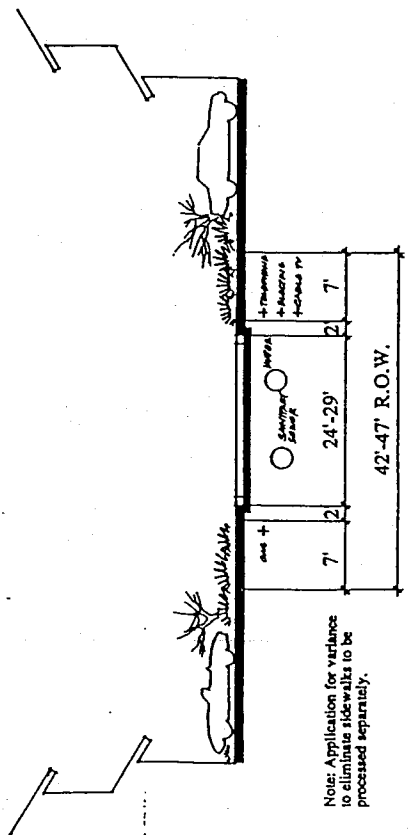 GAS +
SANITARY
SEWER
WATER
+ TELEPHONE
+ ELECTRIC
+ CABLE TV
7'
2'
24'-29'
2'
7'
42'-47' R.O.W.
Note: Application for variance
to eliminate sidewalks to be
processed separately.